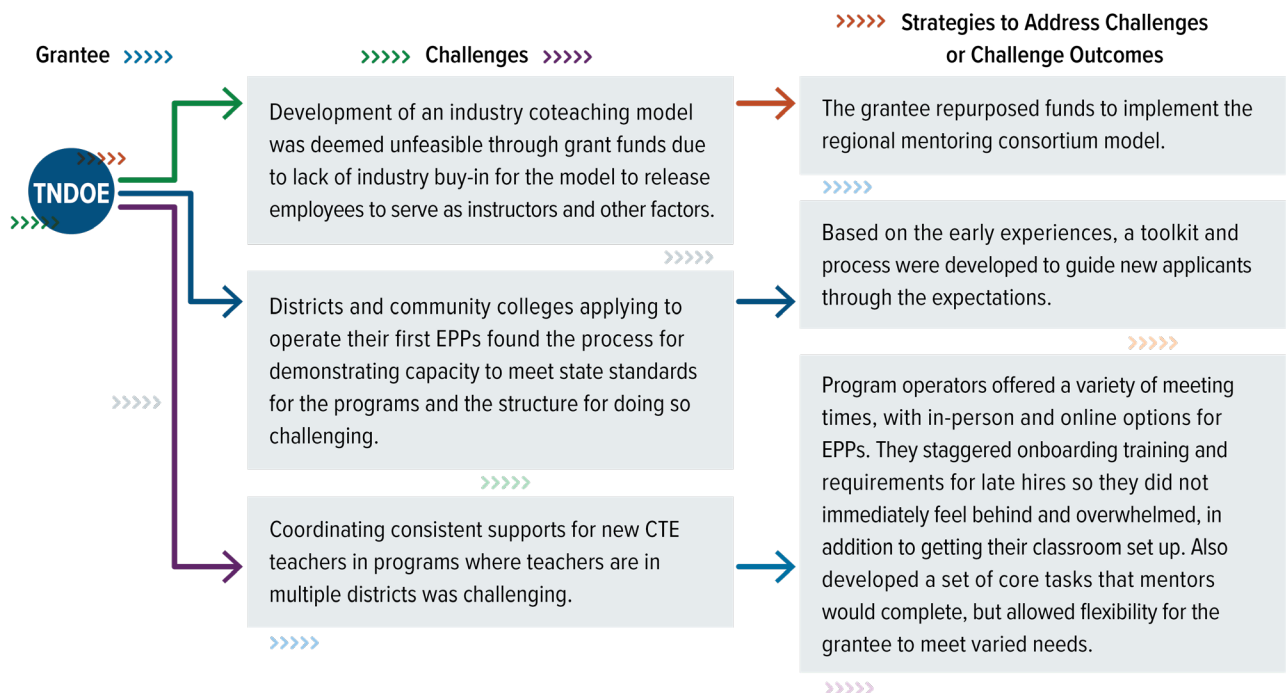 Grantee
Challenges
Strategies to Address Challenges
or Challenge Outcomes
TNDOE
Development of an industry coteaching model
was deemed unfeasible through grant funds due
to lack of industry buy-in for the model to release
employees to serve as instructors and other factors.
The grantee repurposed funds to implement the
regional mentoring consortium model.
Districts and community colleges applying to
operate their first EPPs found the process for
demonstrating capacity to meet state standards
for the programs and the structure for doing so
challenging.
Based on the early experiences, a toolkit and
process were developed to guide new applicants
through the expectations.
Coordinating consistent supports for new CTE
teachers in programs where teachers are in
multiple districts was challenging.
Program operators offered a variety of meeting
times, with in-person and online options for
EPPs. They staggered onboarding training and
requirements for late hires so they did not
immediately feel behind and overwhelmed, in
addition to getting their classroom set up. Also
developed a set of core tasks that mentors
would complete, but allowed flexibility for the
grantee to meet varied needs.